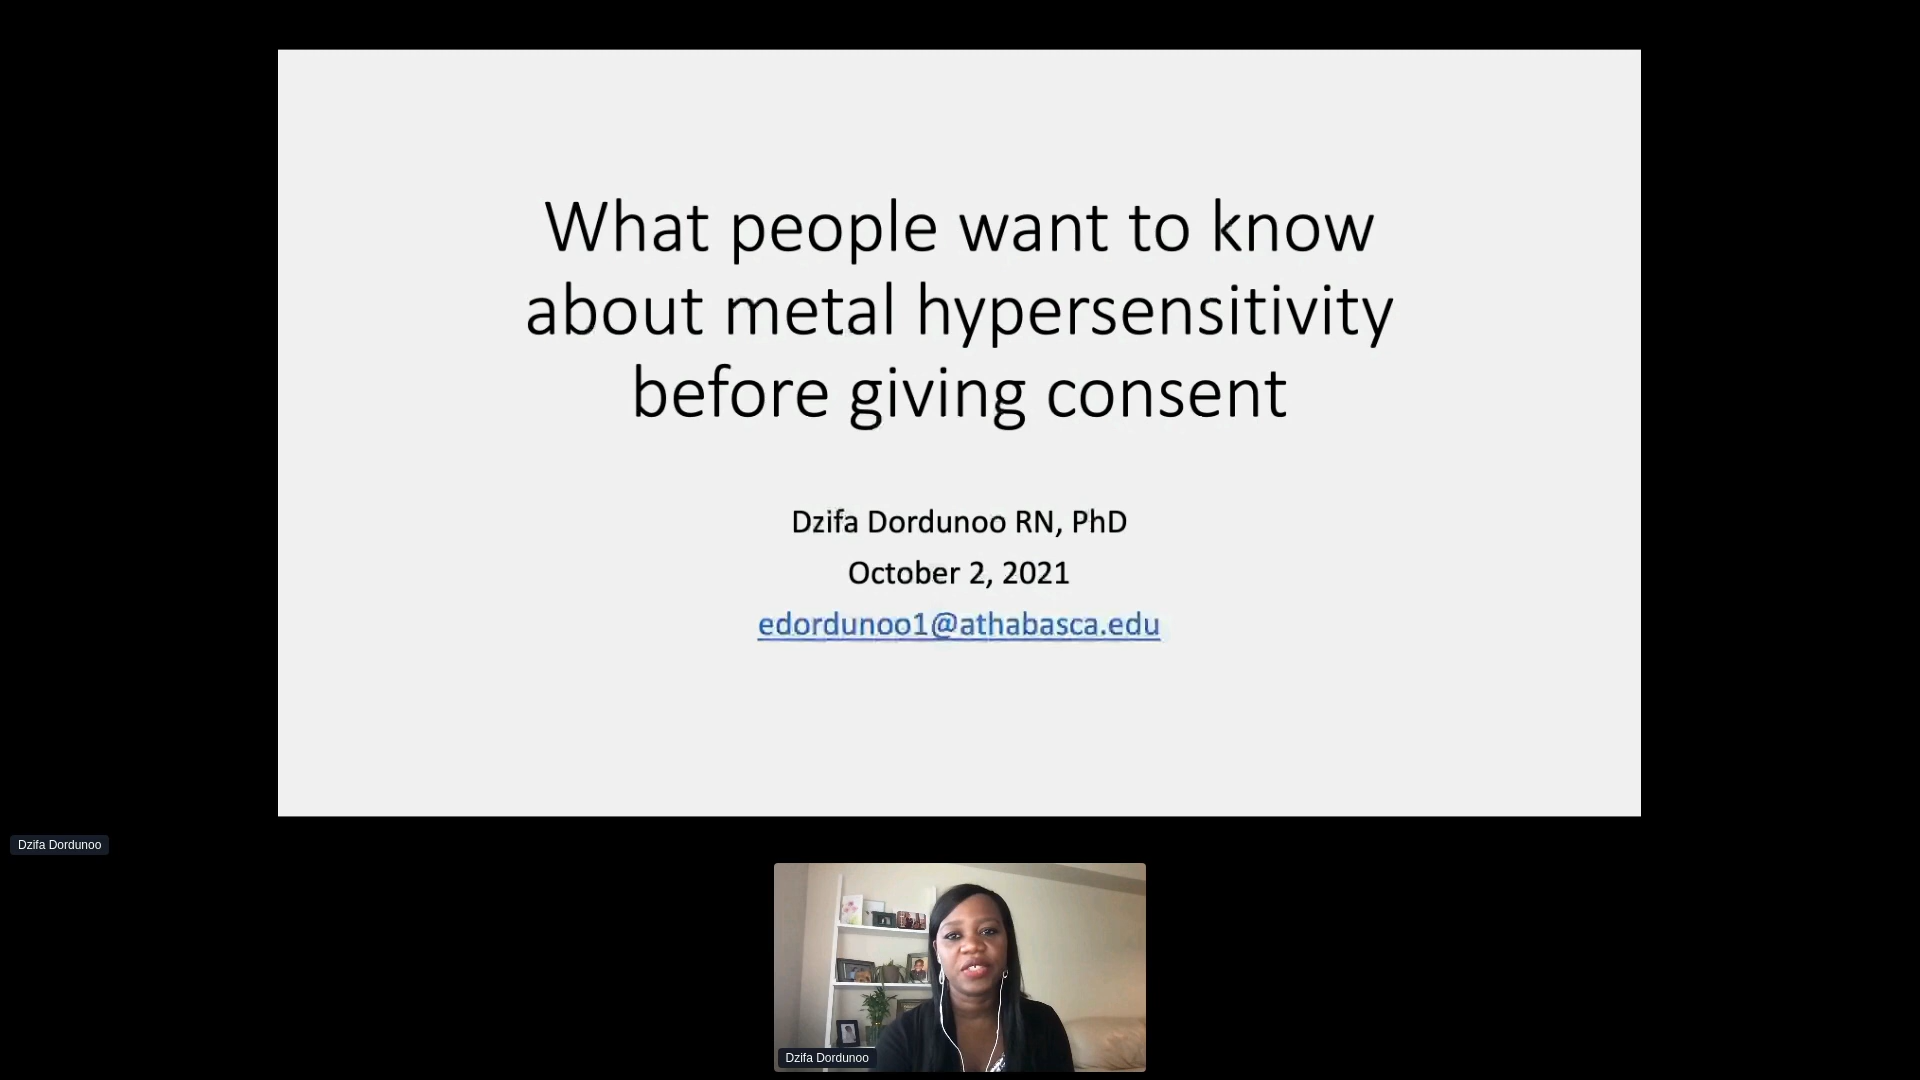 What people want to know
about metal hypersensitivity
before giving consent
Dzifa Dordunoo RN, PhD
October 2, 2021
edordunoo1@athabasca.edu
Dzifa Dordunoo
Dzifa Dordunoo